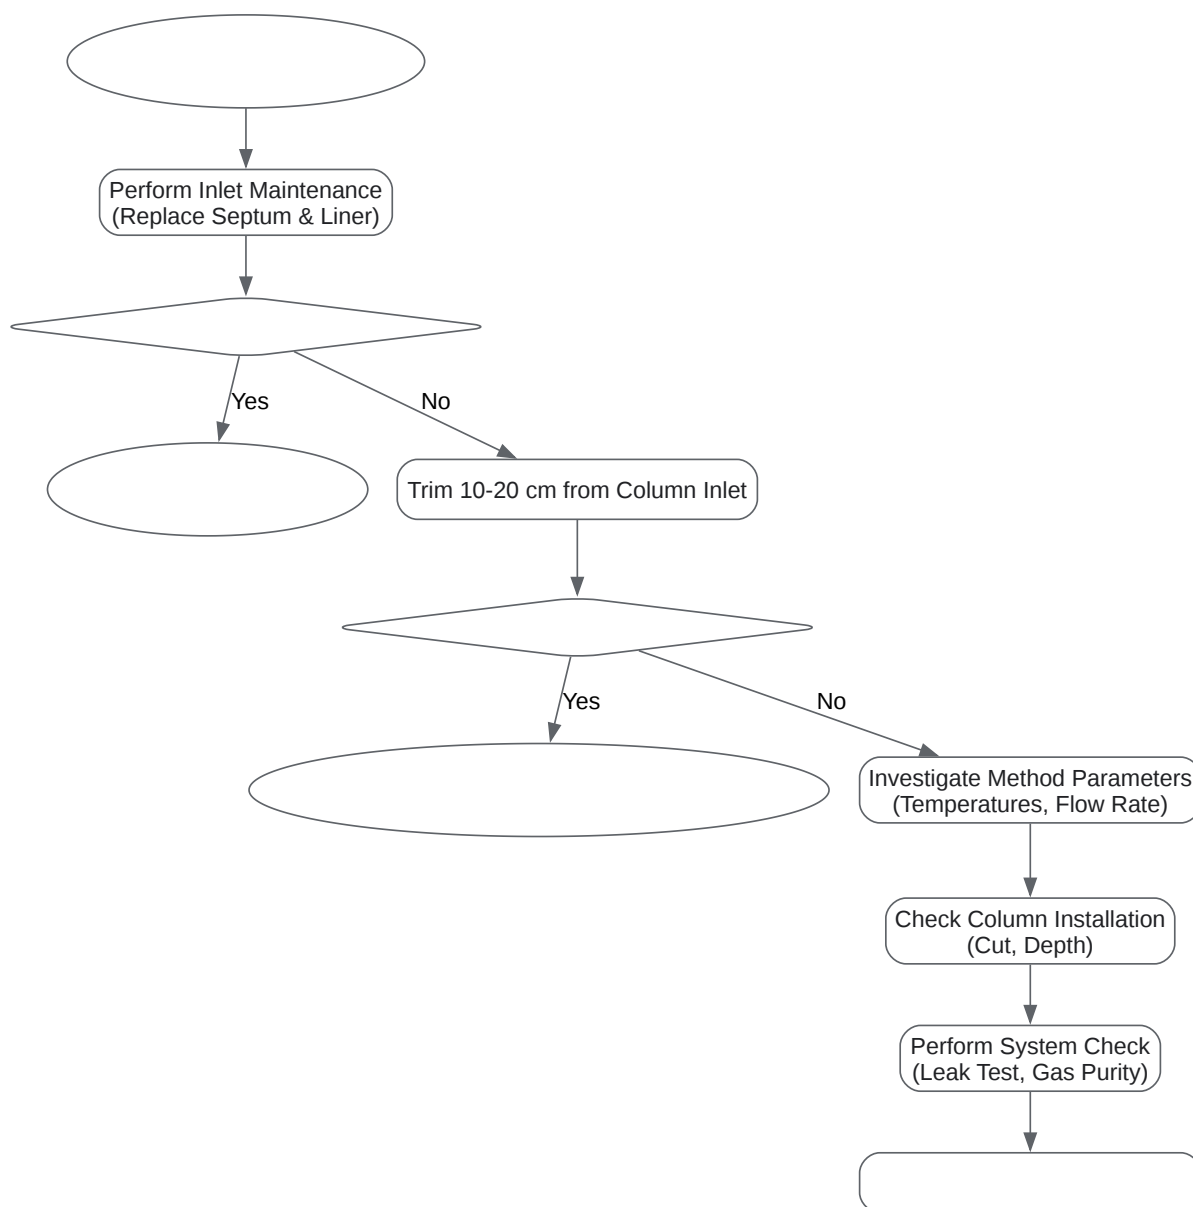 Perform Inlet Maintenance
(Replace Septum & Liner)
Yes
No
Trim 10-20 cm from Column Inlet
Yes
No
Investigate Method Parameters
(Temperatures, Flow Rate)
Check Column Installation
(Cut, Depth)
Perform System Check
(Leak Test, Gas Purity)